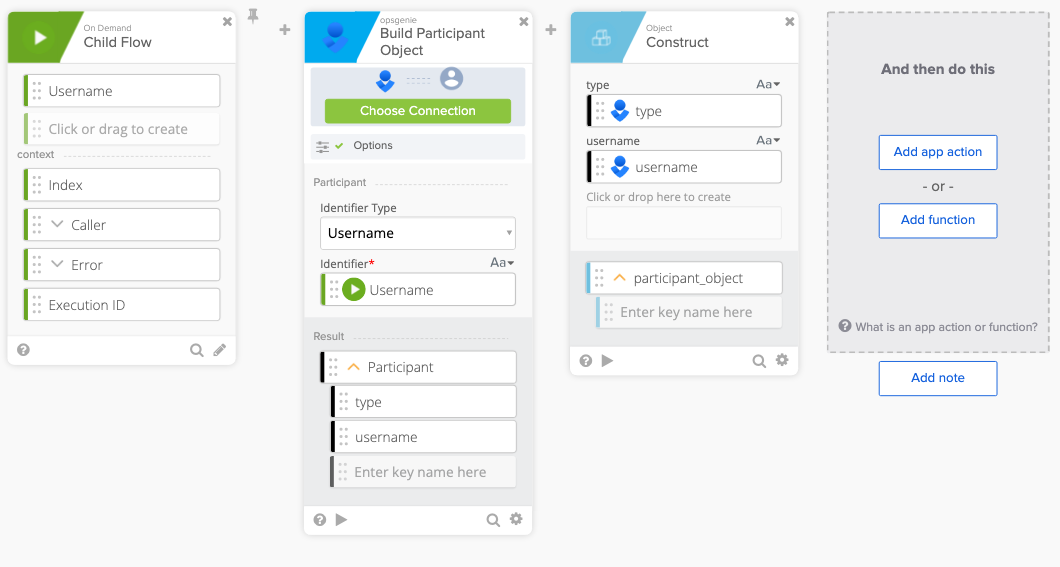 On Demand
Child Flow
Username
Click or drag to create
context
Index
Caller
Error
Execution ID
opsgenie
Build Participant
Object
Choose Connection
Options
Participant
Identifier Type
Username
Identifier* Aa
Username
Result
Participant
type
username
Enter key name here
Object
Construct
type Aa
type
username Aa
username
Click or drop here to create
participant_object
Enter key name here
And then do this
Add app action
- or -
Add function
What is an app action or function?
Add note